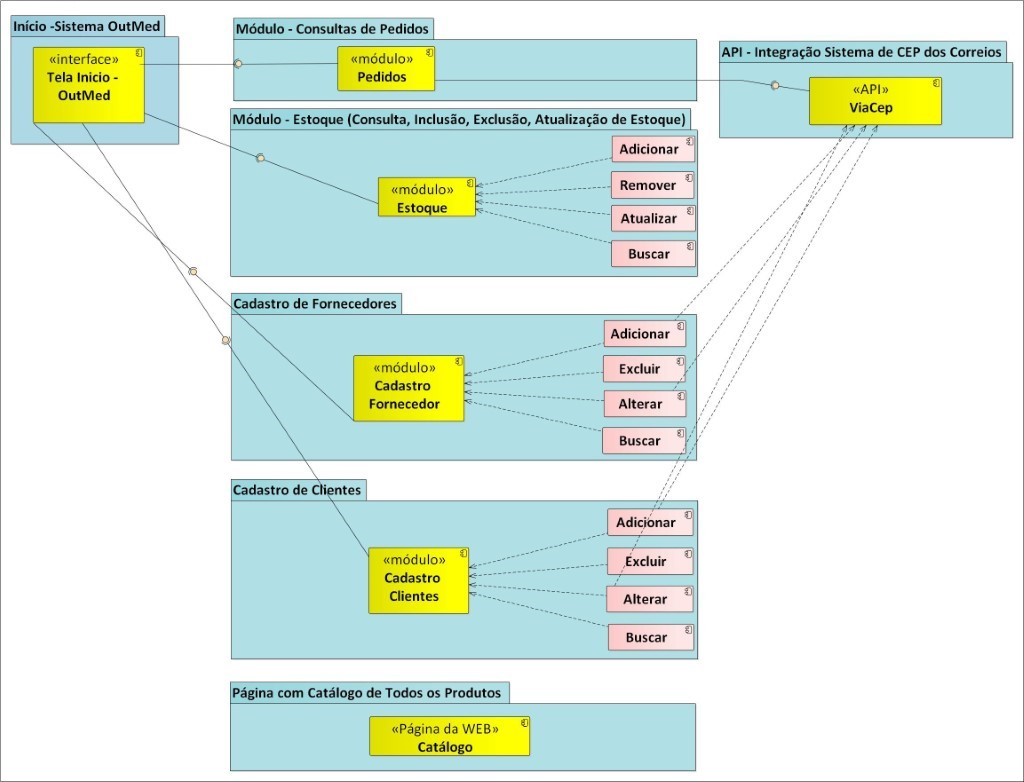 Início -Sistema OutMed
«interface»
Tela Inicio -
OutMed
Módulo - Consultas de Pedidos
«módulo»
Pedidos
API - Integração Sistema de CEP dos Correios
«API»
ViaCep
Módulo - Estoque (Consulta, Inclusão, Exclusão, Atualização de Estoque)
«módulo»
Estoque
Adicionar
Remover
Atualizar
Buscar
Cadastro de Fornecedores
«módulo»
Cadastro
Fornecedor
Adicionar
Excluir
Alterar
Buscar
Cadastro de Clientes
«módulo»
Cadastro
Clientes
Adicionar
Excluir
Alterar
Buscar
Página com Catálogo de Todos os Produtos
«Página da WEB»
Catálogo